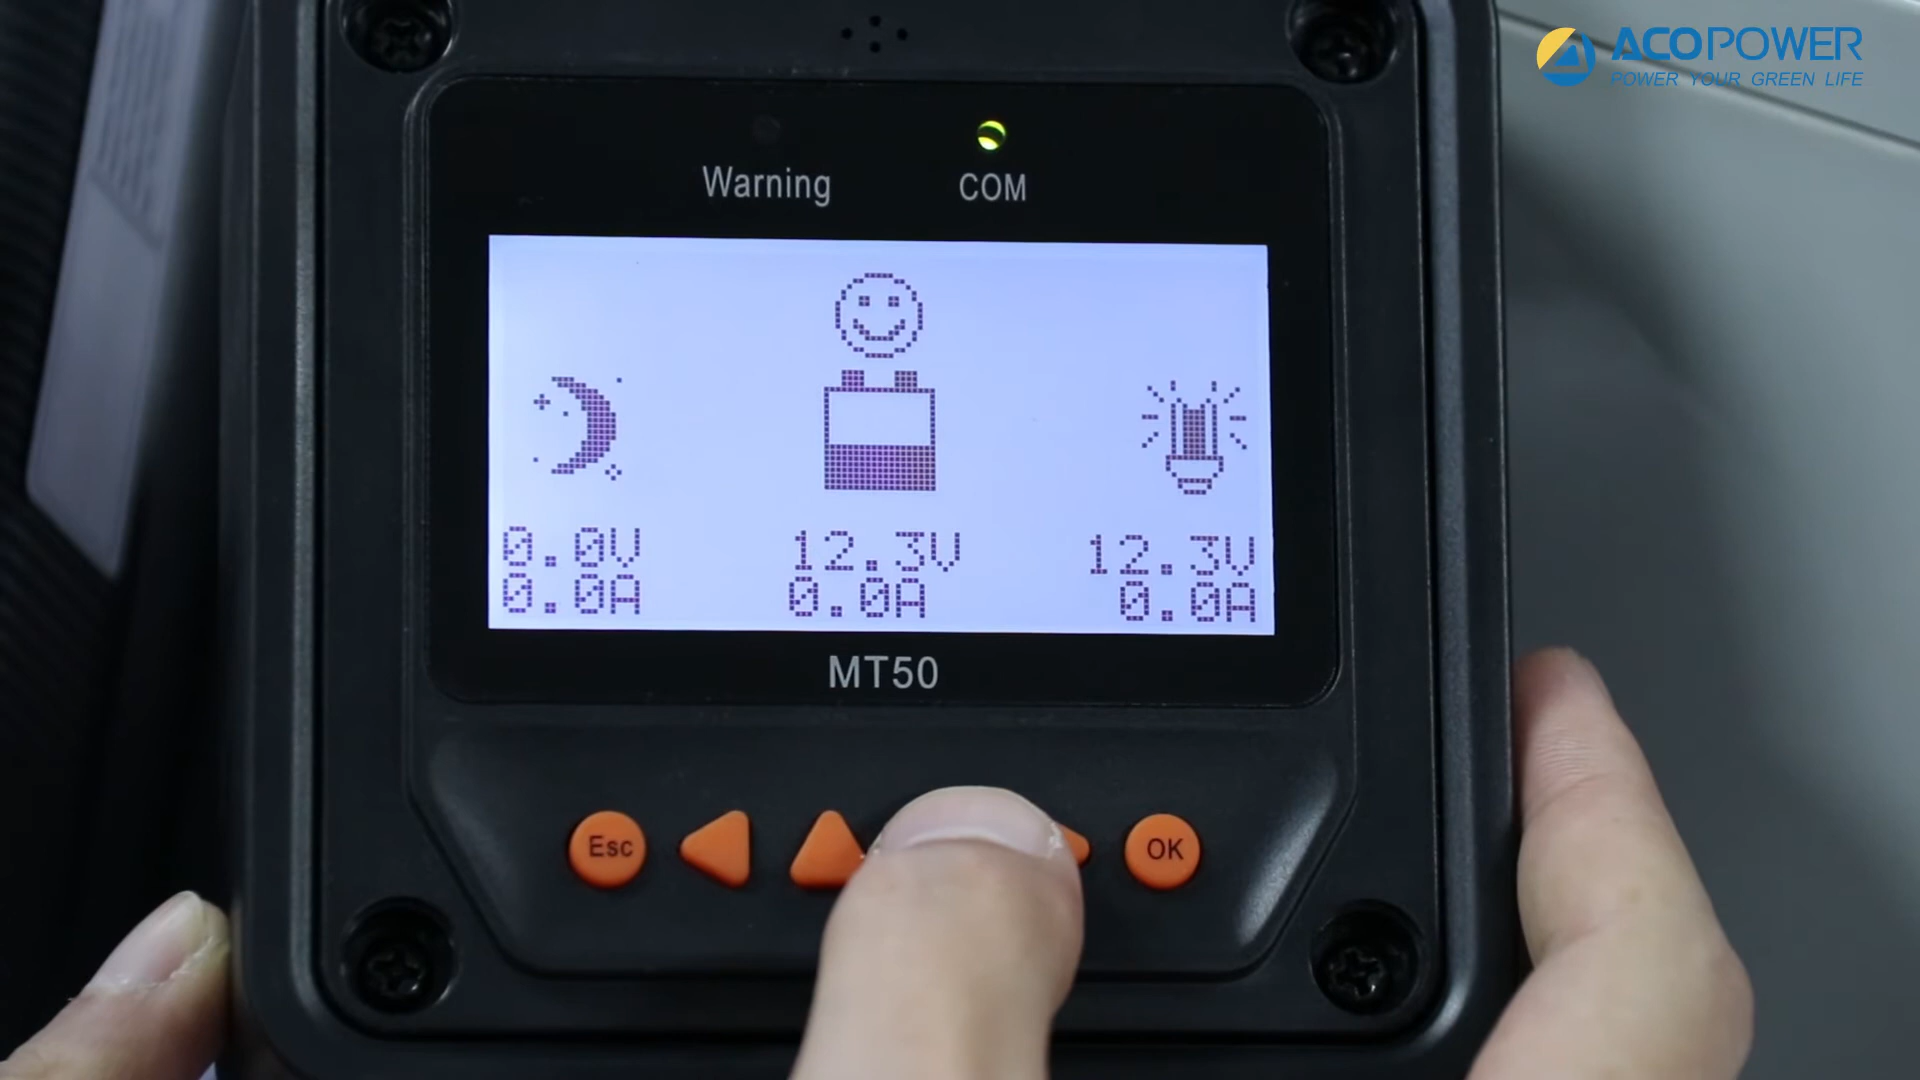 ACOPOWER
POWER YOUR GREEN LIFE
Warning
COM
0.0V
12.3V
12.3V
0.0A
0.0A
0.0A
MT50
Esc
OK